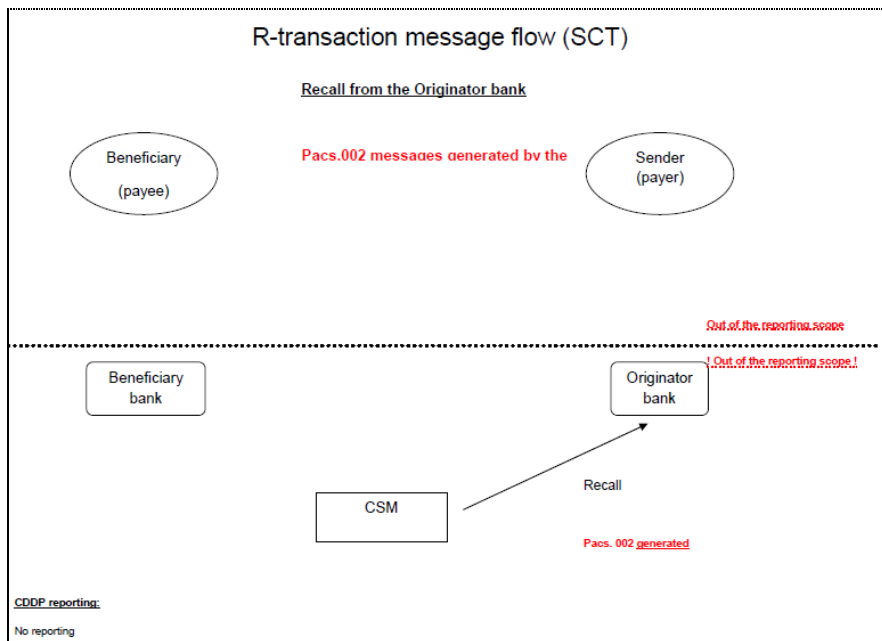 R-transaction message flow (SCT)
Recall from the Originator bank
Pacs.002 messages generated by the
Beneficiary
(payee)
Sender
(payer)
Out of the reporting scope
! Out of the reporting scope !
Beneficiary
bank
Originator
bank
Recall
CSM
Pacs. 002 generated
CDDP reporting:
No reporting